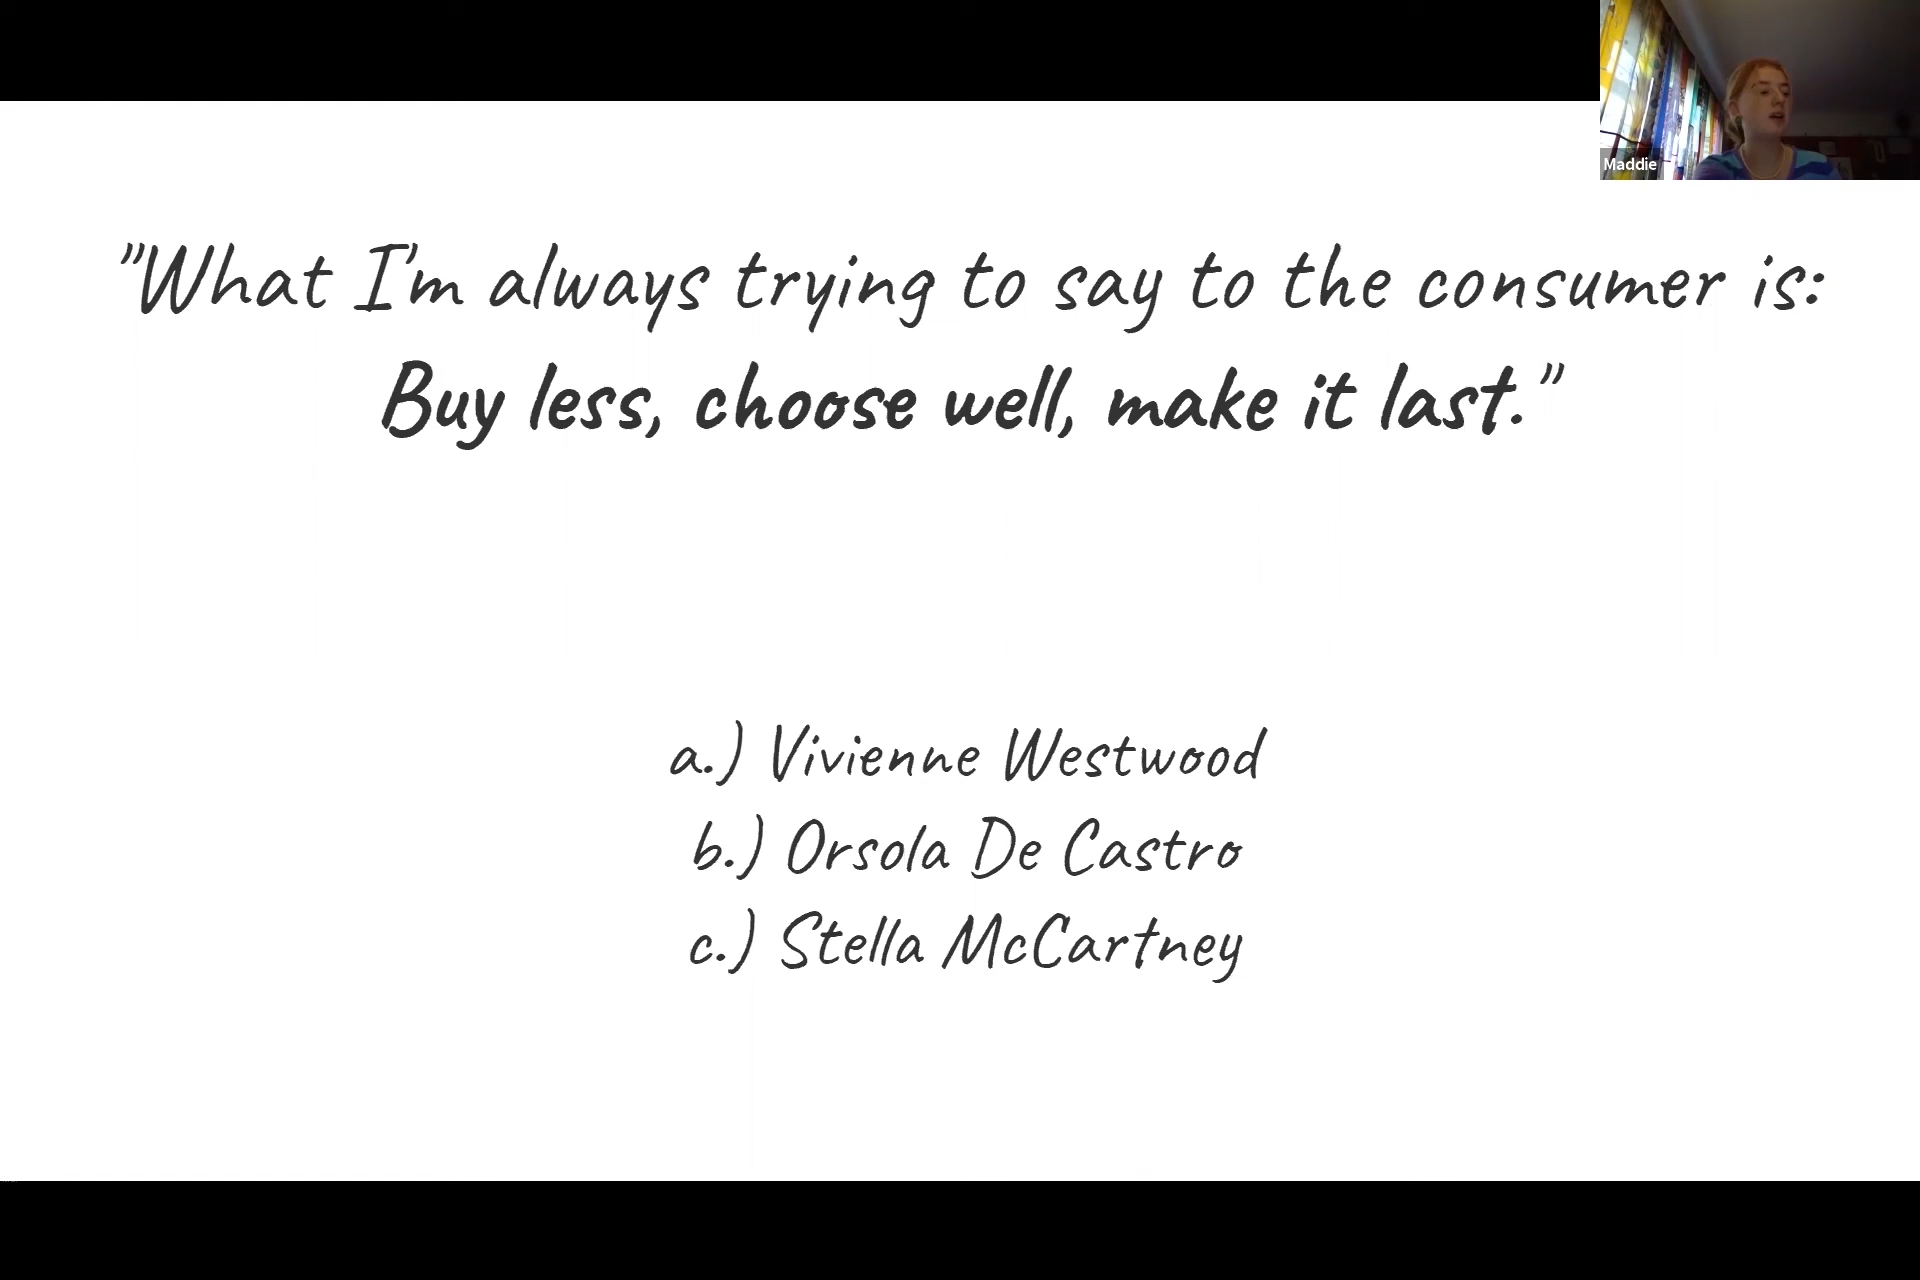 Maddie
"What I'm always trying to say to the consumer is:
Buy less, choose well, make it last."
a.) Vivienne Westwood
b.) Orsola De Castro
c.) Stella McCartney